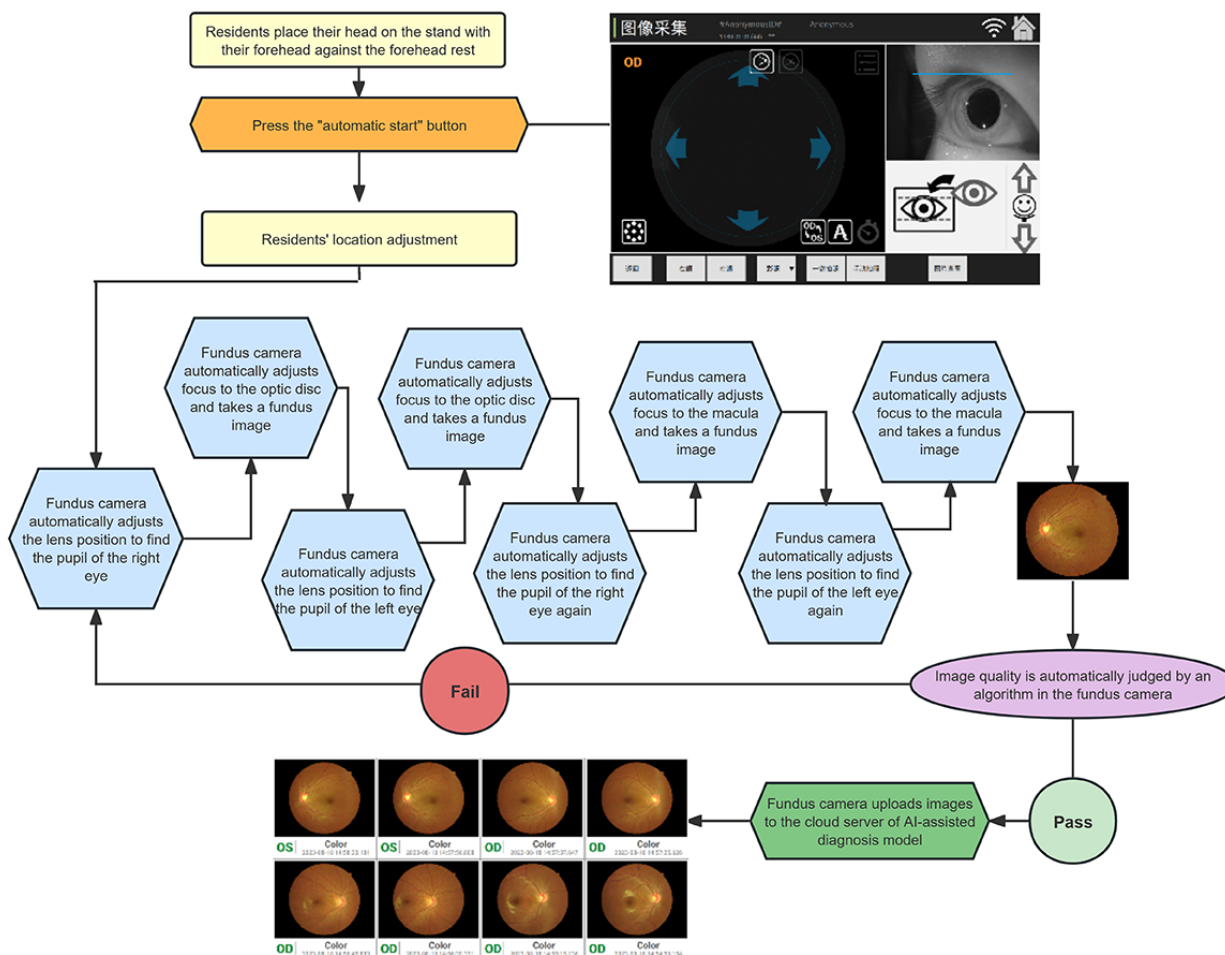 Residents place their head on the stand with
their forehead against the forehead rest
Press the "automatic start" button
Residents' location adjustment
图像采集
Anonymous
OD
OD
OS
A
Fundus camera
automatically adjusts
focus to the optic disc
and takes a fundus
image
Fundus camera
automatically adjusts
focus to the optic disc
and takes a fundus
image
Fundus camera
automatically adjusts
focus to the macula
and takes a fundus
image
Fundus camera
automatically adjusts
focus to the macula
and takes a fundus
image
Fundus camera
automatically adjusts
the lens position to find
the pupil of the right
eye
Fundus camera
automatically adjusts
the lens position to find
the pupil of the left eye
Fundus camera
automatically adjusts
the lens position to find
the pupil of the right
eye again
Fundus camera
automatically adjusts
the lens position to find
the pupil of the left eye
again
Fail
Image quality is automatically judged by an
algorithm in the fundus camera
Pass
Fundus camera uploads images
to the cloud server of AI-assisted
diagnosis model
OS Color
OS Color
OD Color
OD Color
OD Color
OD Color
OD Color
OD Color